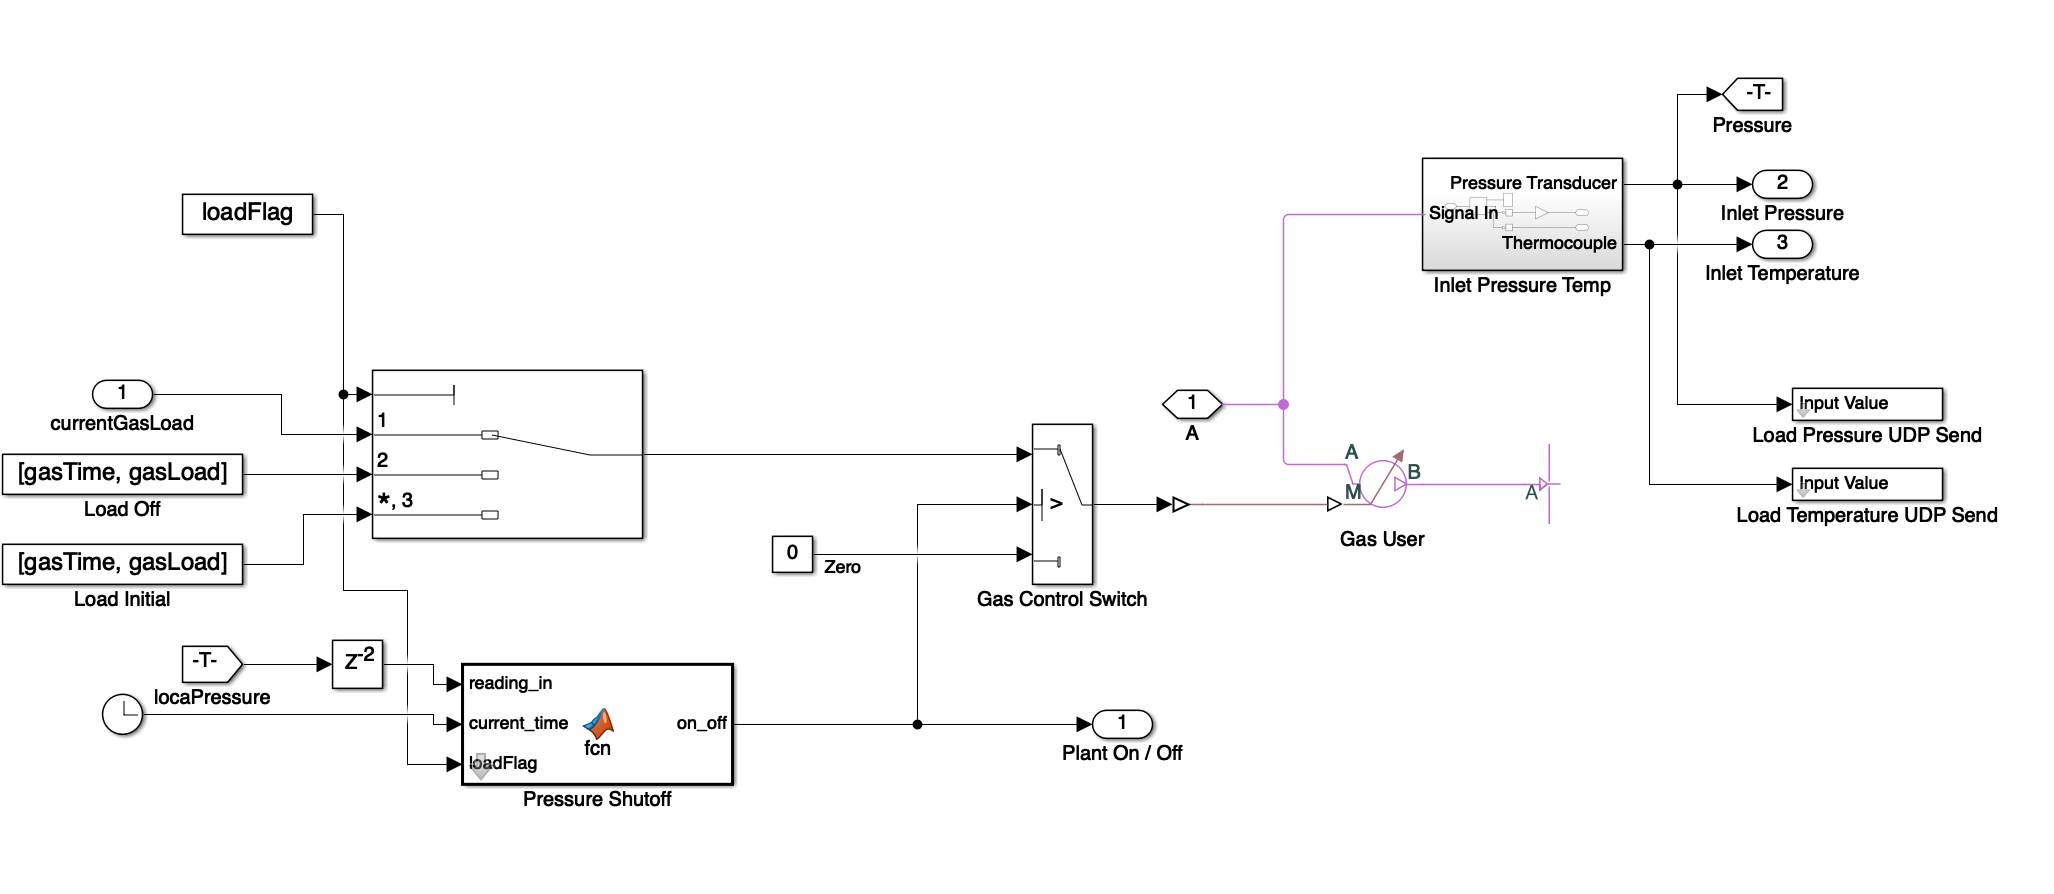 -T-
Pressure
Pressure Transducer
2
loadFlag
Signal In
Inlet Pressure
Thermocouple
3
Inlet Pressure Temp
Inlet Temperature
1
currentGasLoad
1
2
*, 3
[gasTime, gasLoad]
Load Off
[gasTime, gasLoad]
Load Initial
1
A
A
B
M
A
Gas User
Input Value
Load Pressure UDP Send
Input Value
Load Temperature UDP Send
>
0
Zero
Gas Control Switch
-T-
locaPressure
Z-2
reading_in
current_time
loadFlag
fcn
on_off
Pressure Shutoff
1
Plant On / Off